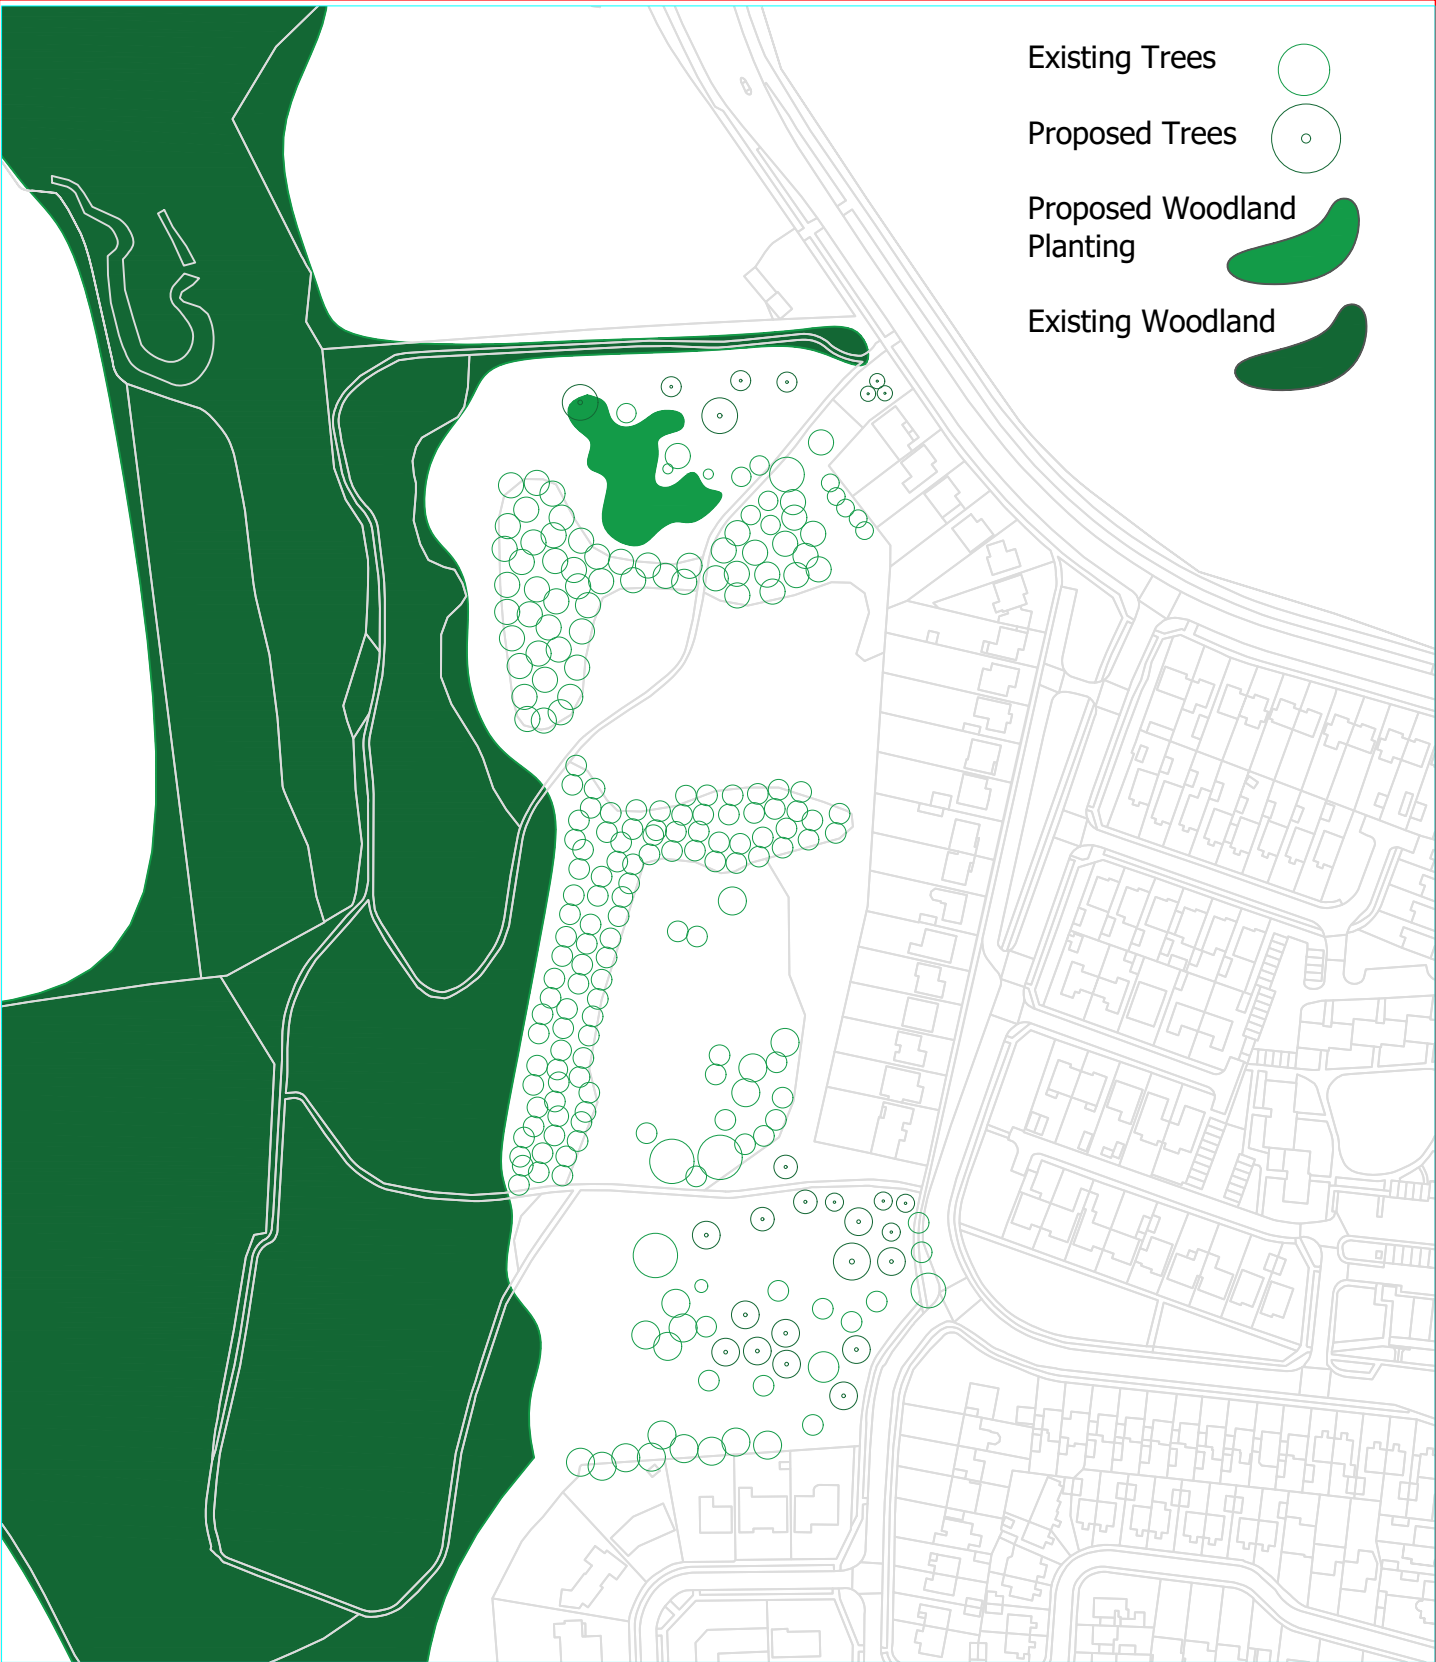 Existing Trees
Proposed Trees
Proposed Woodland
Planting
Existing Woodland